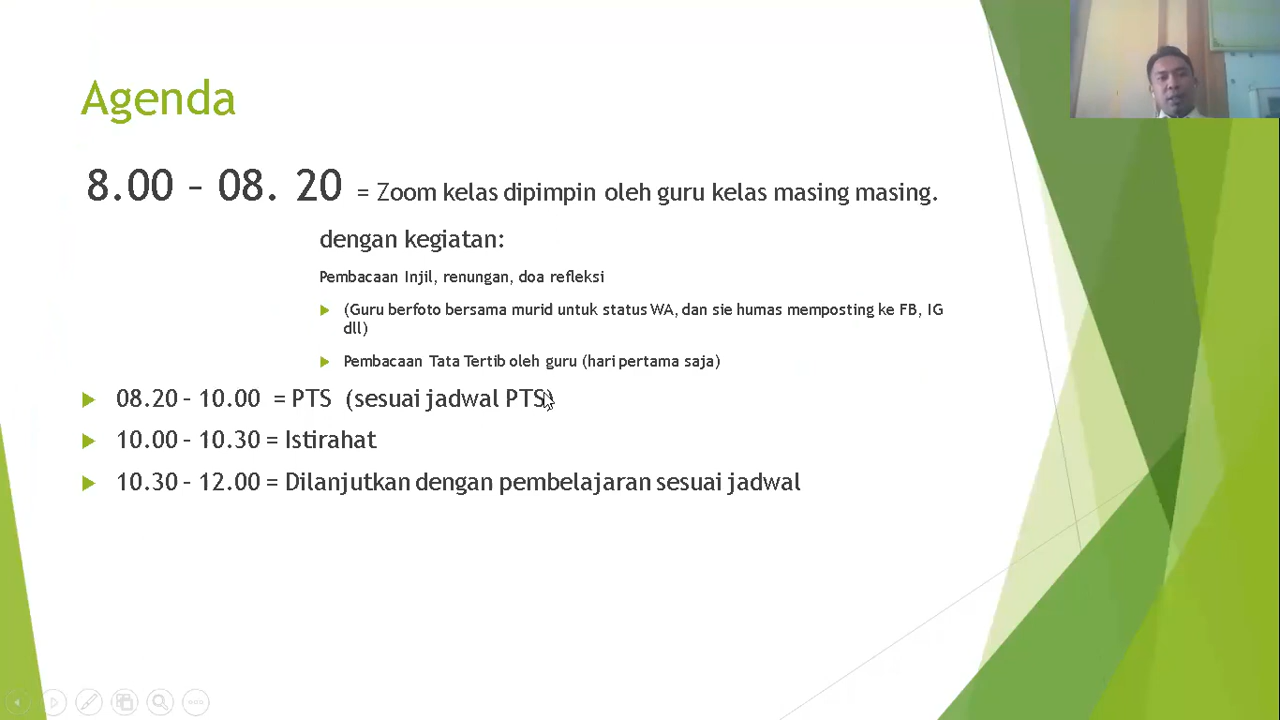 Agenda
8.00 – 08. 20 = Zoom kelas dipimpin oleh guru kelas masing masing.
dengan kegiatan:
Pembacaan Injil, renungan, doa refleksi
(Guru berfoto bersama murid untuk status WA, dan sie humas memposting ke FB, IG
dll)
Pembacaan Tata Tertib oleh guru (hari pertama saja)
08.20 – 10.00 = PTS (sesuai jadwal PTS)
10.00 – 10.30 = Istirahat
10.30 – 12.00 = Dilanjutkan dengan pembelajaran sesuai jadwal